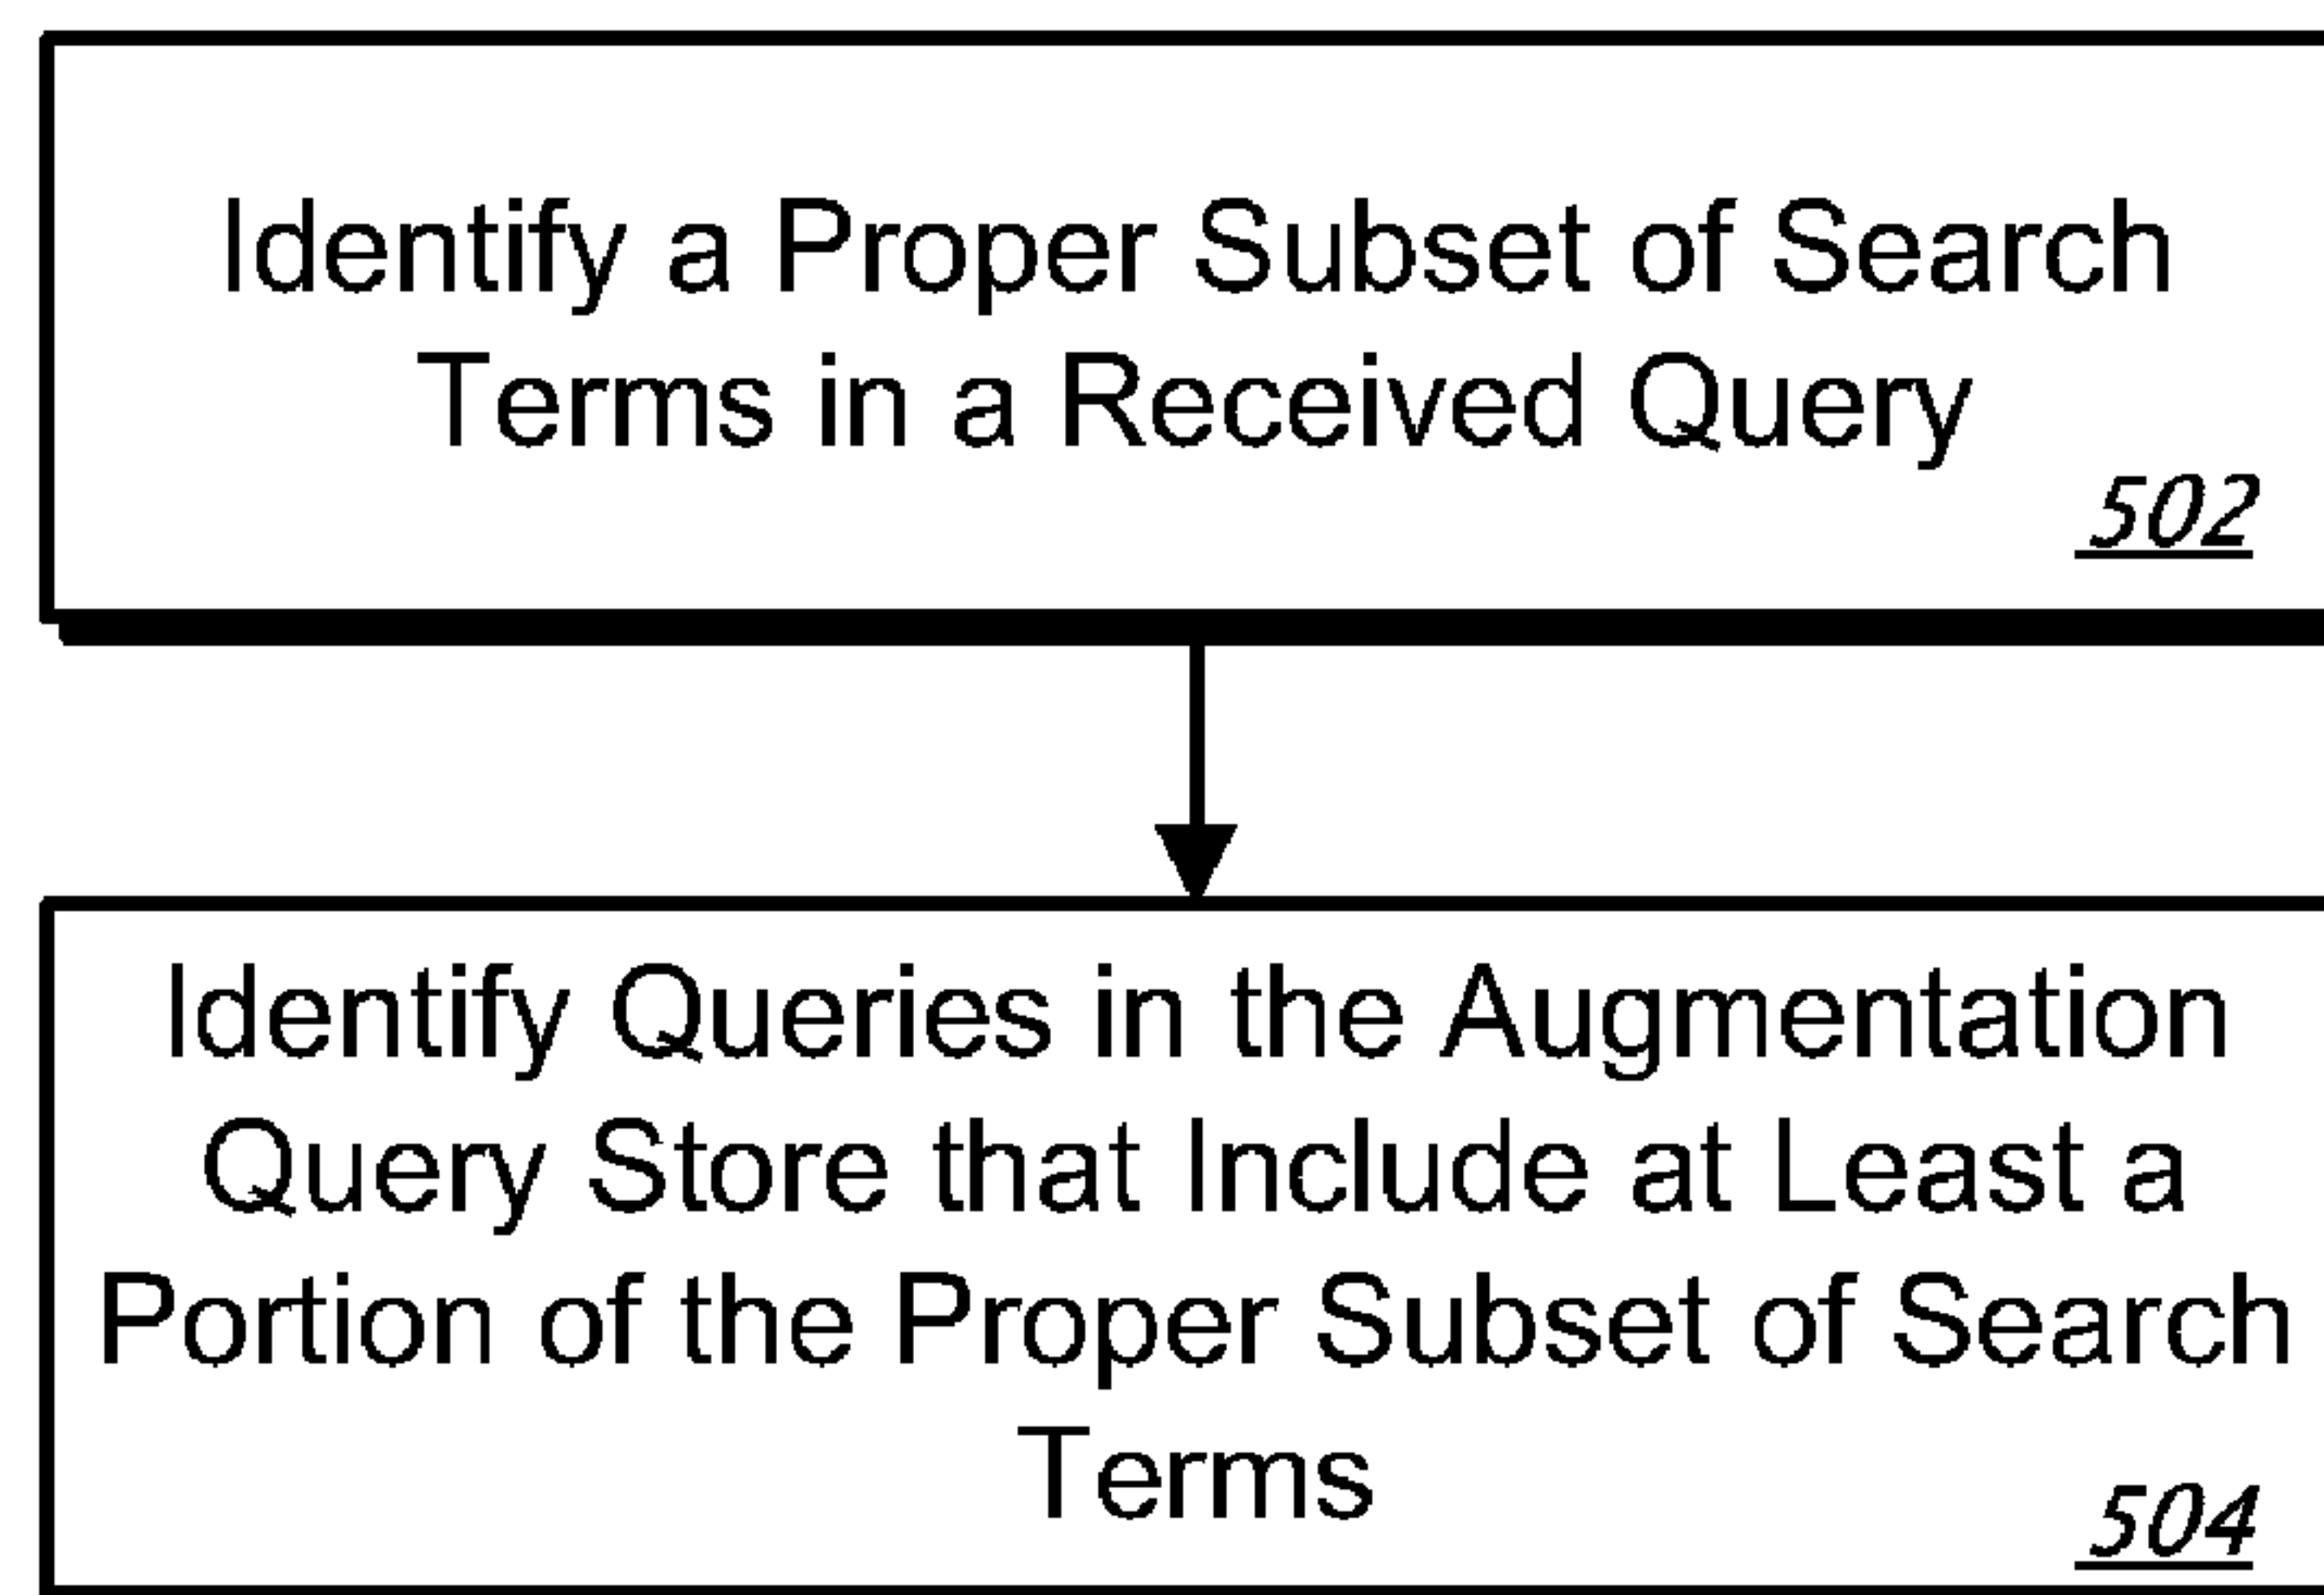 Identify a Proper Subset of Search
Terms in a Received Query
502
Identify Queries in the Augmentation
Query Store that Include at Least a
Portion of the Proper Subset of Search
Terms
504